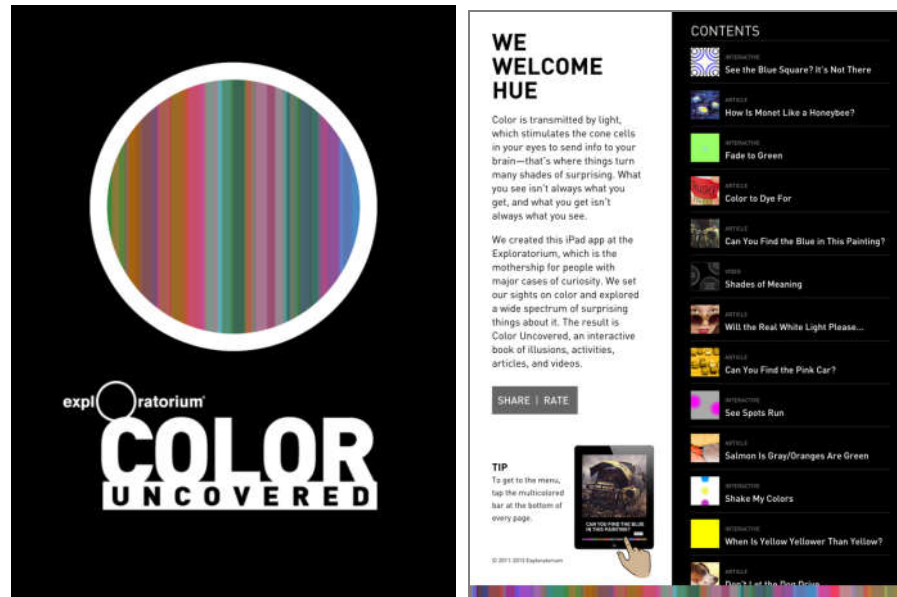 expl ratorium®
COLOR
UNCOVERED
WE
WELCOME
HUE
Color is transmitted by light,
which stimulates the cone cells
in your eyes to send info to your
brain—that's where things turn
many shades of surprising. What
you see isn't always what you
get, and what you get isn't
always what you see.
We created this iPad app at the
Exploratorium, which is the
mothership for people with
major cases of curiosity. We set
our sights on color and explored
a wide spectrum of surprising
things about it. The result is
Color Uncovered, an interactive
book of illusions, activities,
articles, and videos.
SHARE | RATE
TIP
To get to the menu,
tap the multicolored
bar at the bottom of
every page.
CAN YOU FIND THE BLUE
IN THIS PAINTING?
© 2011-2013 Exploratorium
CONTENTS
INTERACTIVE
See the Blue Square? It's Not There
ARTICLE
How Is Monet Like a Honeybee?
INTERACTIVE
Fade to Green
ARTICLE
Color to Dye For
ARTICLE
Can You Find the Blue in This Painting?
VIDEO
Shades of Meaning
ARTICLE
Will the Real White Light Please...
ARTICLE
Can You Find the Pink Car?
INTERACTIVE
See Spots Run
ARTICLE
Salmon Is Gray/Oranges Are Green
INTERACTIVE
Shake My Colors
INTERACTIVE
When Is Yellow Yellower Than Yellow?
ARTICLE
Don't Let the Dog Drive